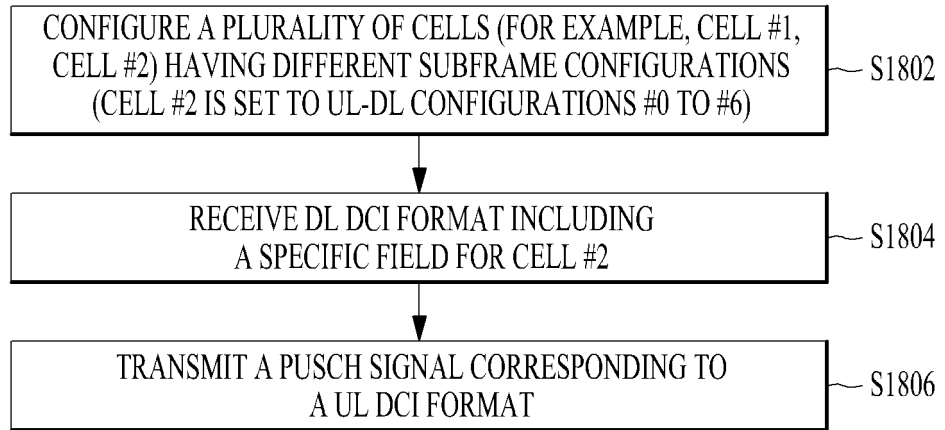 CONFIGURE A PLURALITY OF CELLS (FOR EXAMPLE, CELL #1,
CELL #2) HAVING DIFFERENT SUBFRAME CONFIGURATIONS
(CELL #2 IS SET TO UL-DL CONFIGURATIONS #0 TO #6)
S1802
RECEIVE DL DCI FORMAT INCLUDING
A SPECIFIC FIELD FOR CELL #2
S1804
TRANSMIT A PUSCH SIGNAL CORRESPONDING TO
A UL DCI FORMAT
S1806